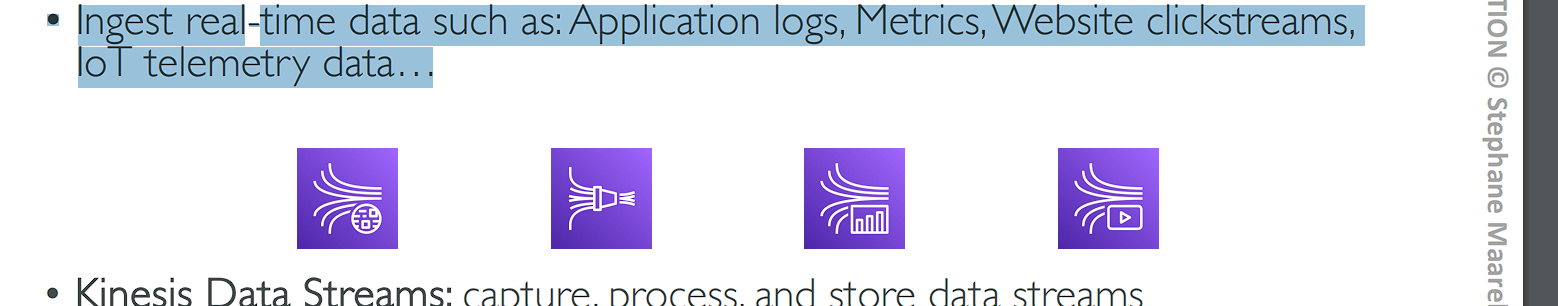 • Ingest real-time data such as: Application logs, Metrics, Website clickstreams,
IoT telemetry data…
• Kinesis Data Streams: capture, process, and store data streams
TION © Stephane Maarel